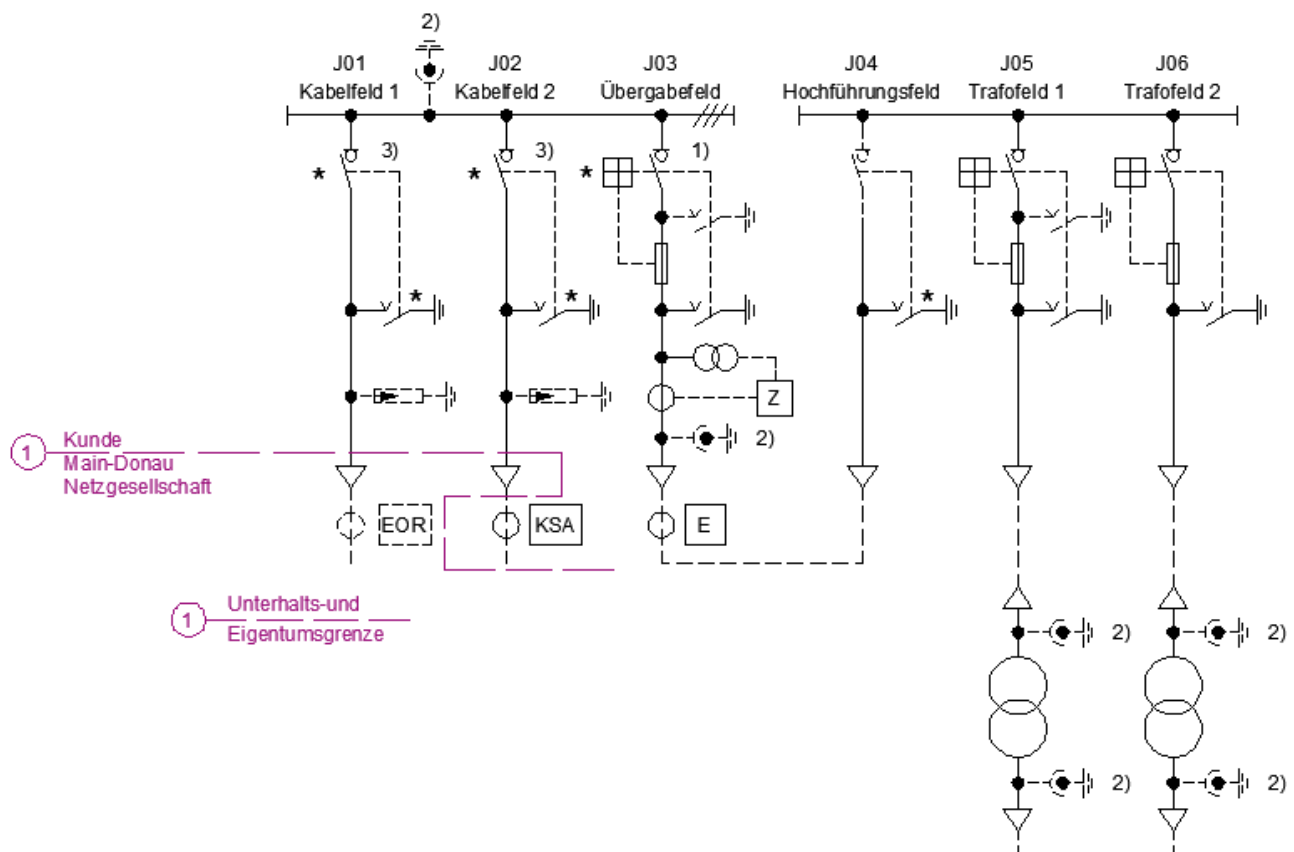 2)
J01
Kabelfeld 1
J02
Kabelfeld 2
J03
Übergabefeld
J04
Hochführungsfeld
J05
Trafofeld 1
J06
Trafofeld 2
* 3)
* 3)
* 1)
*
*
*
Z
2)
1 Kunde
Main-Donau
Netzgesellschaft
EOR
KSA
E
1 Unterhalts-und
Eigentumsgrenze
2)
2)
2)
2)